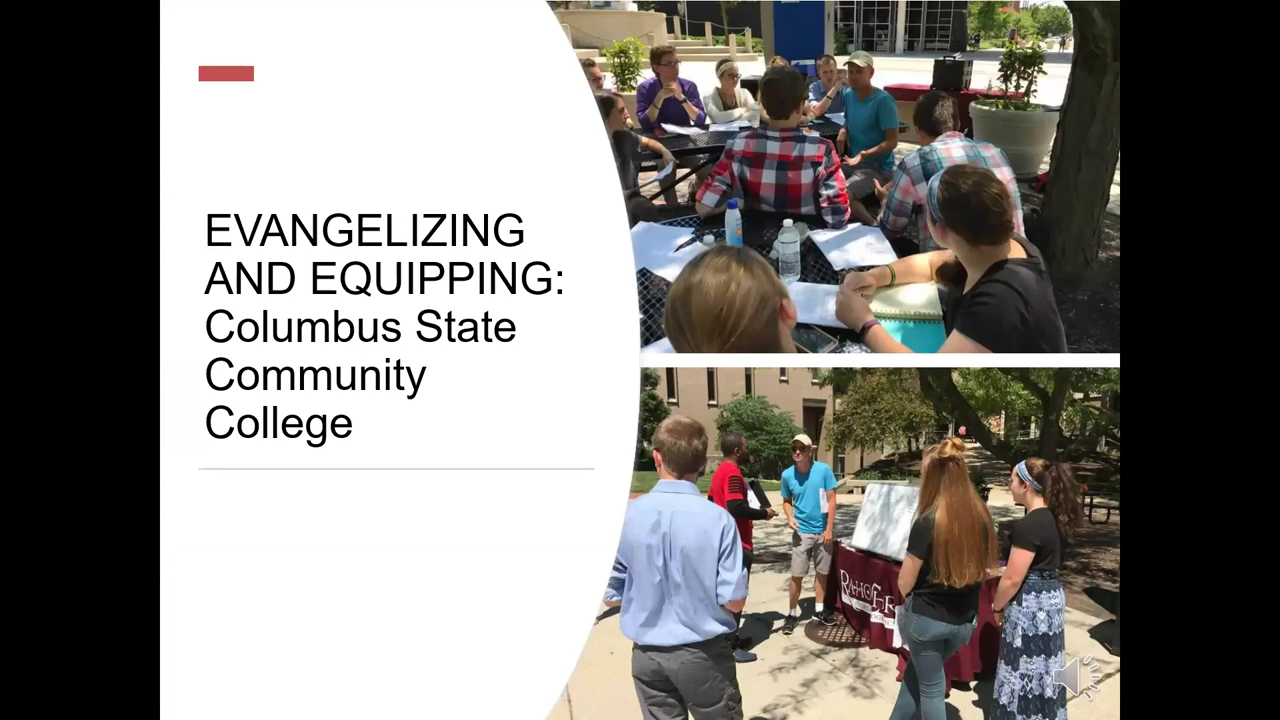 EVANGELIZING
AND EQUIPPING:
Columbus State
Community
College